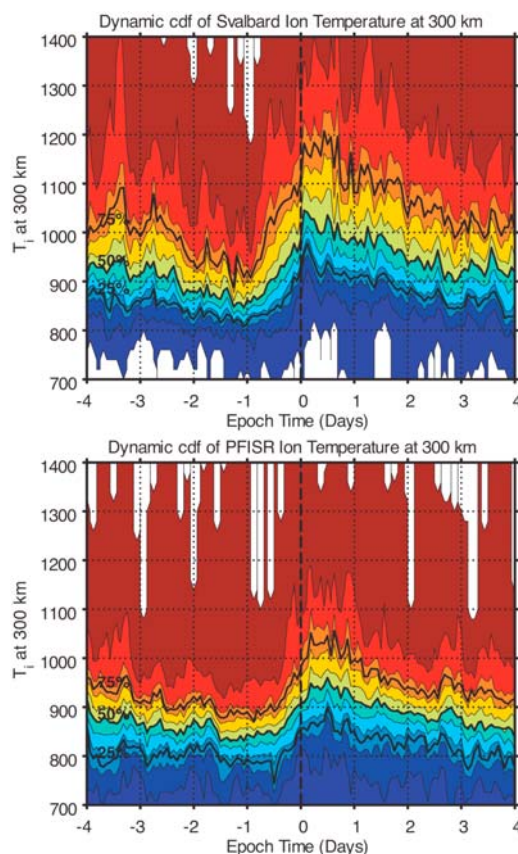 Dynamic cdf of Svalbard Ion Temperature at 300 km
1400
1300
1200
1100
1000
900
800
700
T_i at 300 km
75%
50%
25%
-4 -3 -2 -1 0 1 2 3 4
Epoch Time (Days)
Dynamic cdf of PFISR Ion Temperature at 300 km
1400
1300
1200
1100
1000
900
800
700
T_i at 300 km
75%
50%
25%
-4 -3 -2 -1 0 1 2 3 4
Epoch Time (Days)